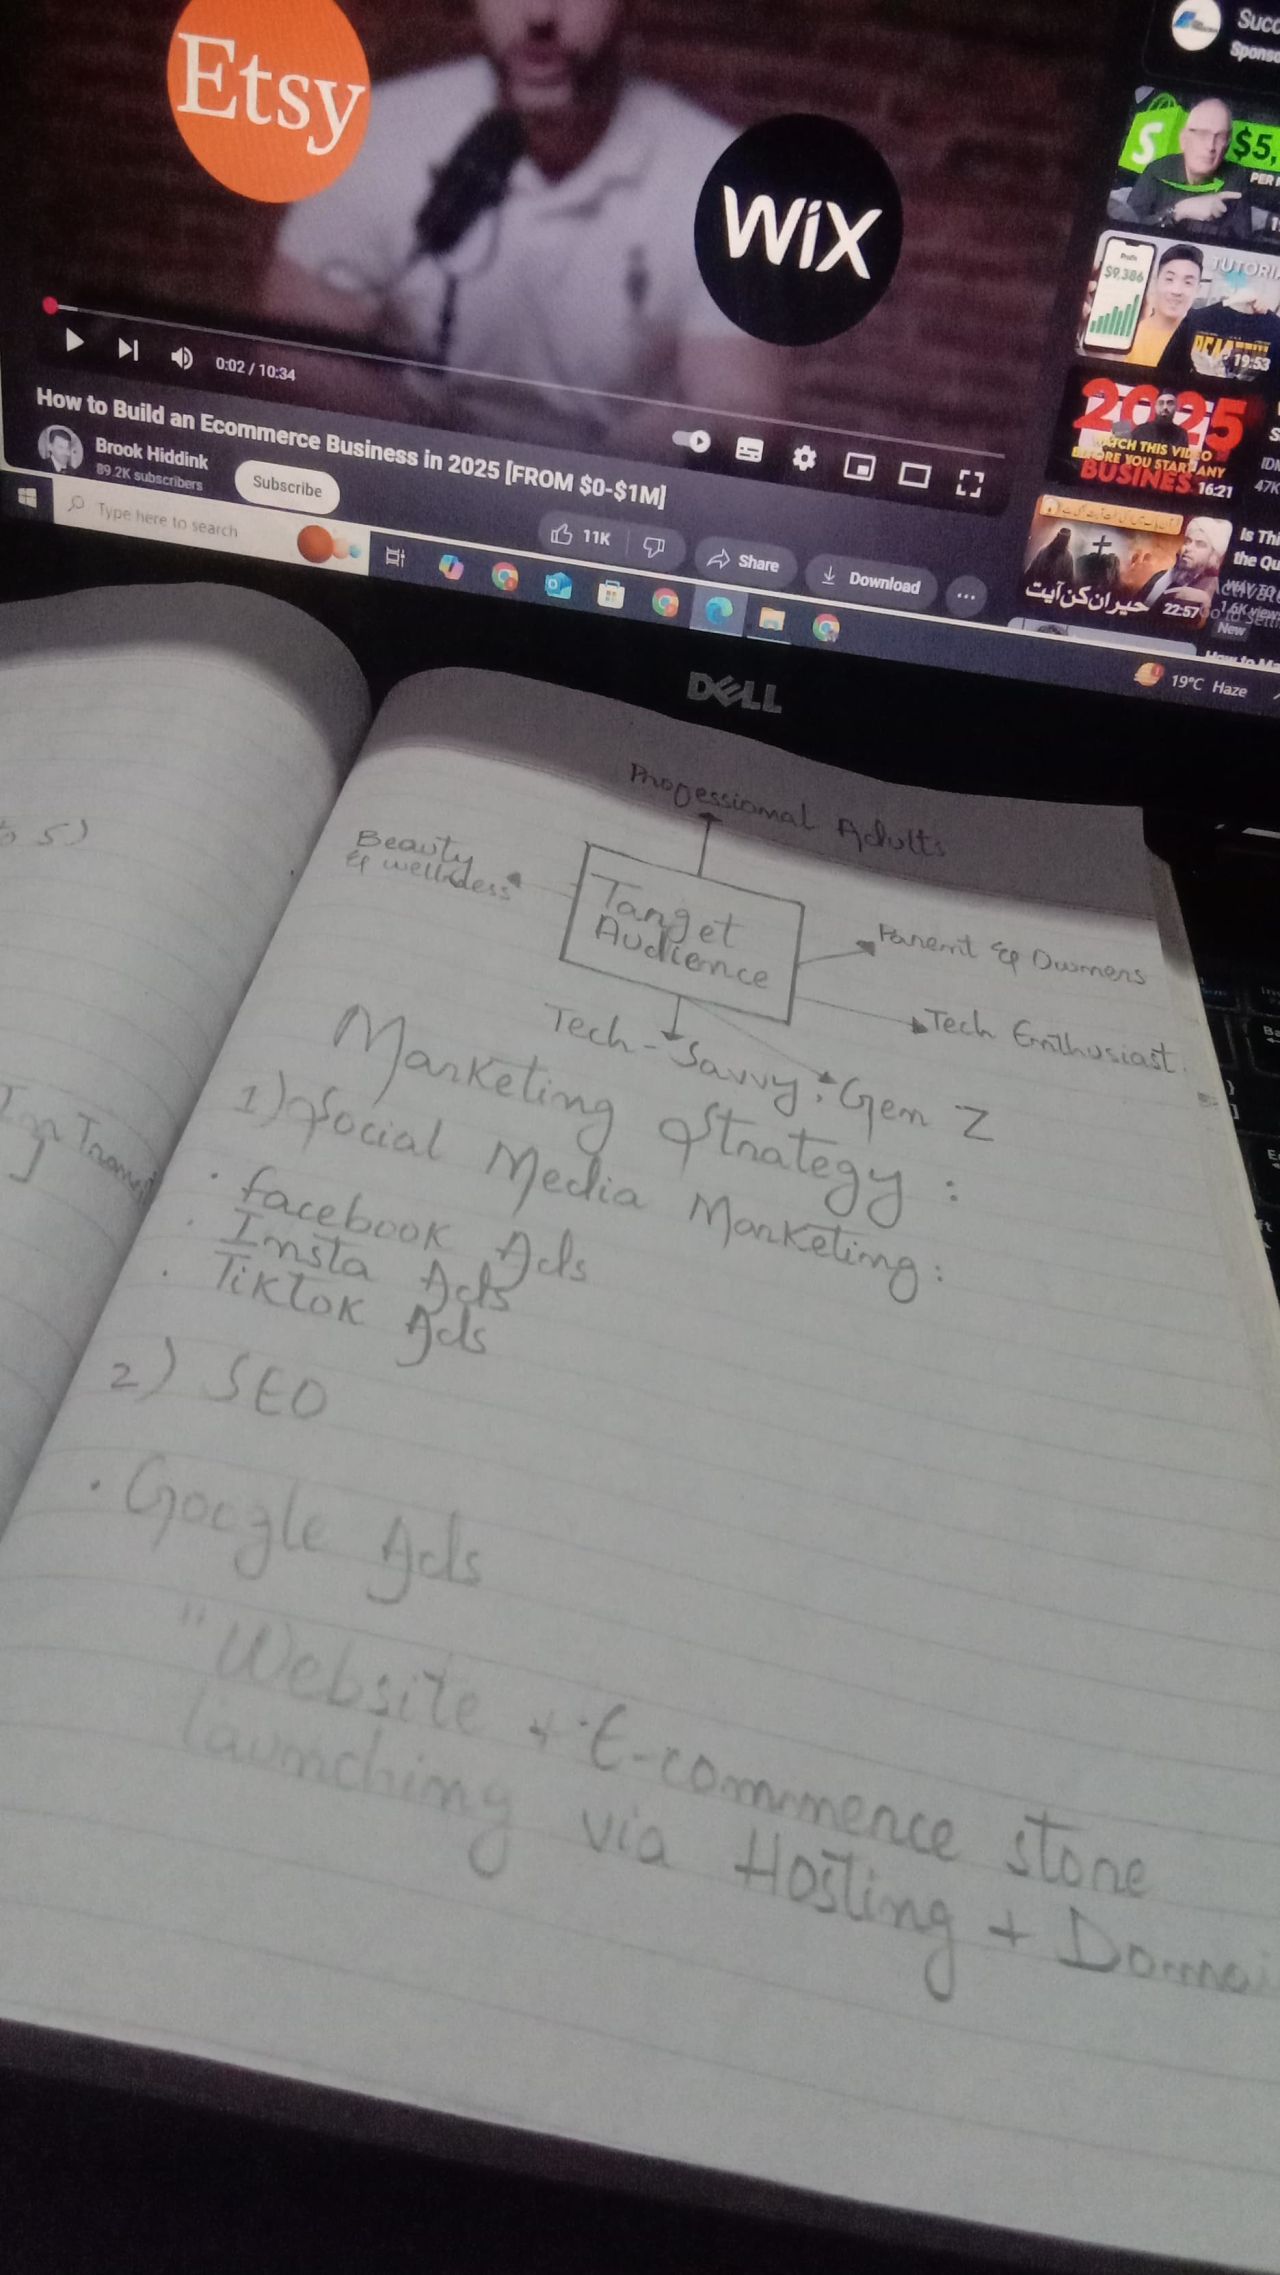 Etsy
WiX
Succ
Sponso
$5,
PER
TUTORIA
$9,386
19:53
2025
WATCH THIS VIDEO
BEFORE YOU START ANY
BUSINES 16:21
47K
Is Thi
the Qu
حیران کن آیت
22:57
1.6K view
New
0:02 / 10:34
How to Build an Ecommerce Business in 2025 [FROM $0-$1M]
Brook Hiddink
89.2K subscribers
Subscribe
11K
Share
Download
Type here to search
19°C Haze
DELL
5)
Professional Adults
Beauty
& wellness
Target
Audience
Parent & Owners
Tech Enthusiast
Tech-Savvy, Gen Z
Marketing Strategy:
1) Social Media Marketing:
. facebook Ads
. Insta Ads
. Tiktok Ads
2) SEO
. Google Ads
"Website + E-commerce store
launching via Hosting + Domai